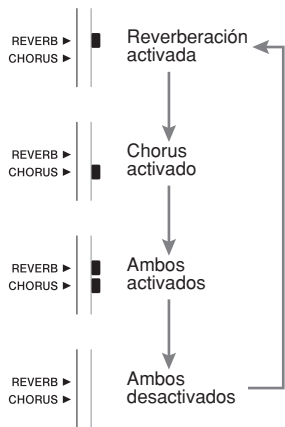 REVERB ►
CHORUS ►
Reverberación
activada
REVERB ►
CHORUS ►
Chorus
activado
REVERB ►
CHORUS ►
Ambos
activados
REVERB ►
CHORUS ►
Ambos
desactivados